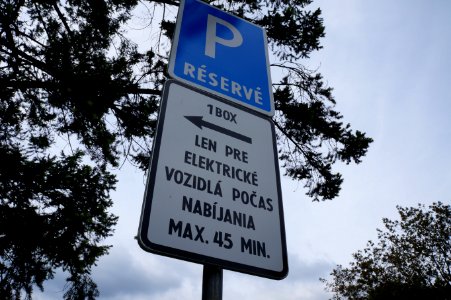 P
RÉSERVÉ
1 BOX
LEN PRE
ELEKTRICKÉ
VOZIDLÁ POČAS
NABÍJANIA
MAX. 45 MIN.